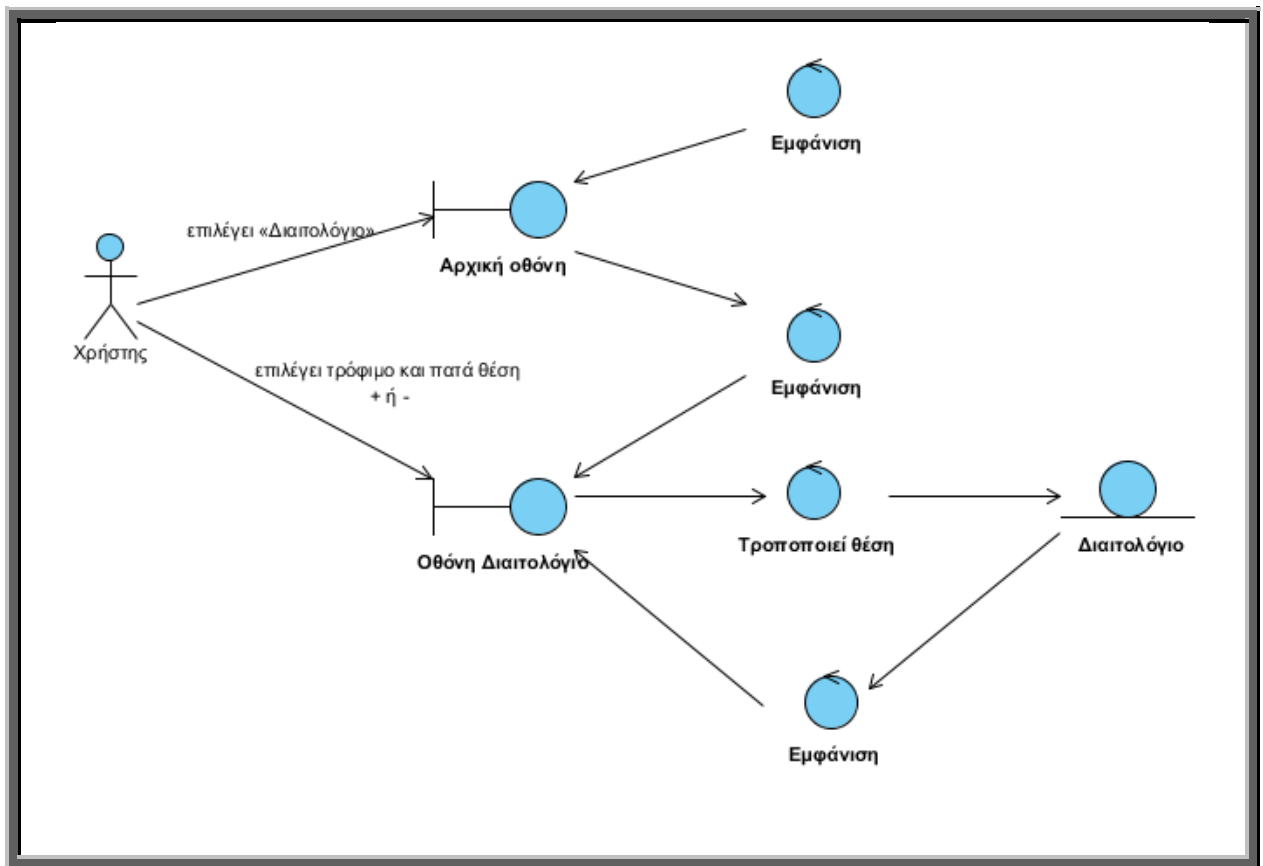 Εμφάνιση
επιλέγει «Διαιτολόγιο»
Αρχική οθόνη
Χρήστης
επιλέγει τρόφιμο και πατά θέση
+ ή -
Εμφάνιση
Οθόνη Διαιτολόγιο
Τροποποιεί θέση
Διαιτολόγιο
Εμφάνιση